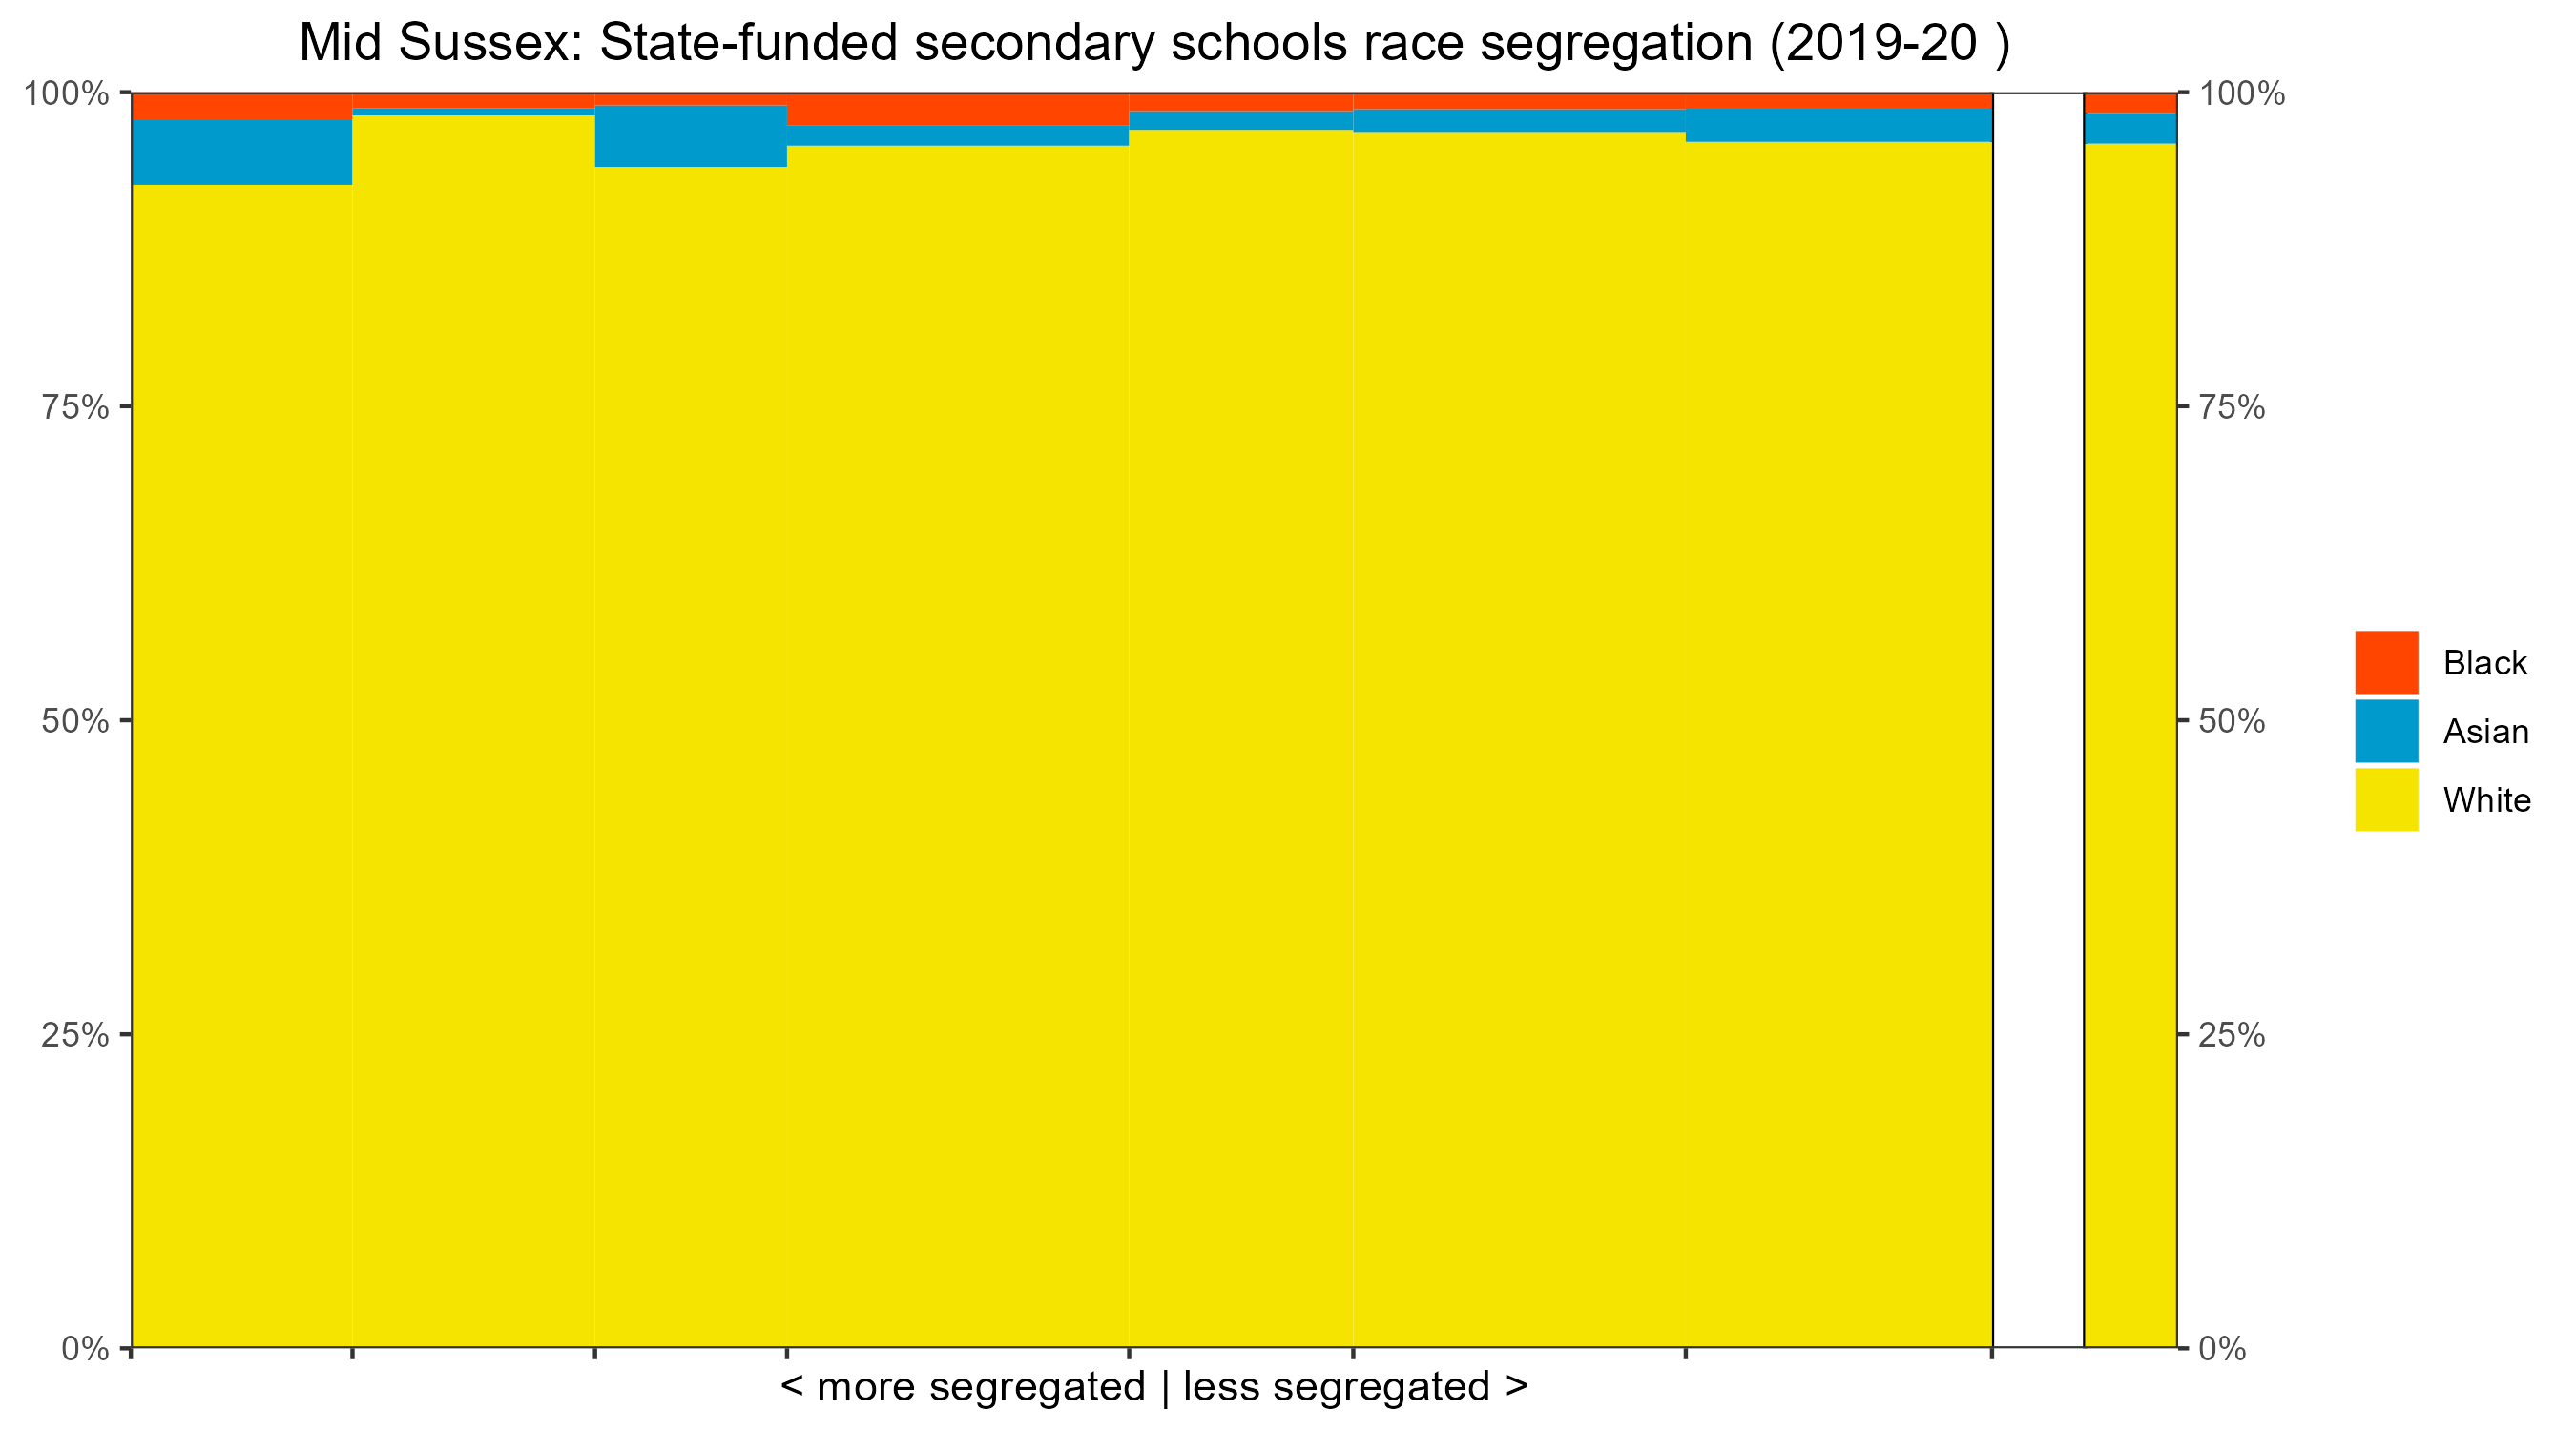 Mid Sussex: State-funded secondary schools race segregation (2019-20 )
100%
75%
50%
25%
0%
100%
75%
50%
25%
0%
Black
Asian
White
< more segregated | less segregated >